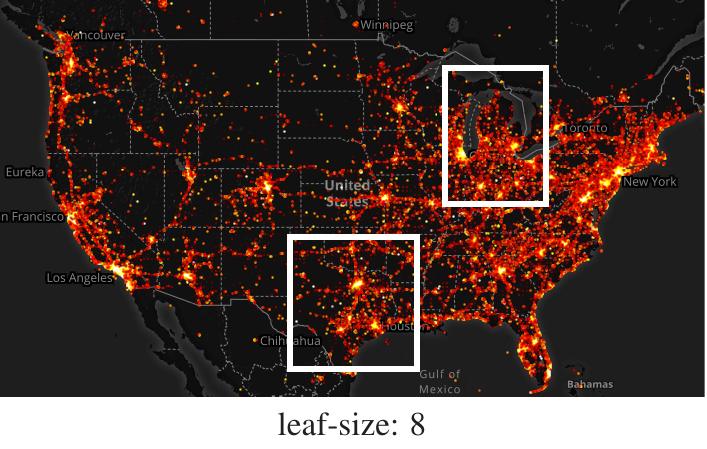 Winnipeg
Vancouver
Toronto
Eureka
United
States
New York
n Francisco
Los Angeles
Houston
Chihuahua
Gulf of
Mexico
Bahamas
leaf-size: 8